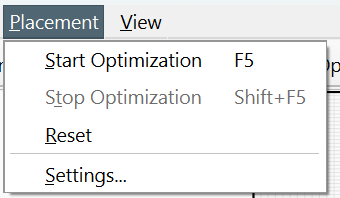 Placement View
Start Optimization F5
Stop Optimization Shift+F5
Reset
Settings...